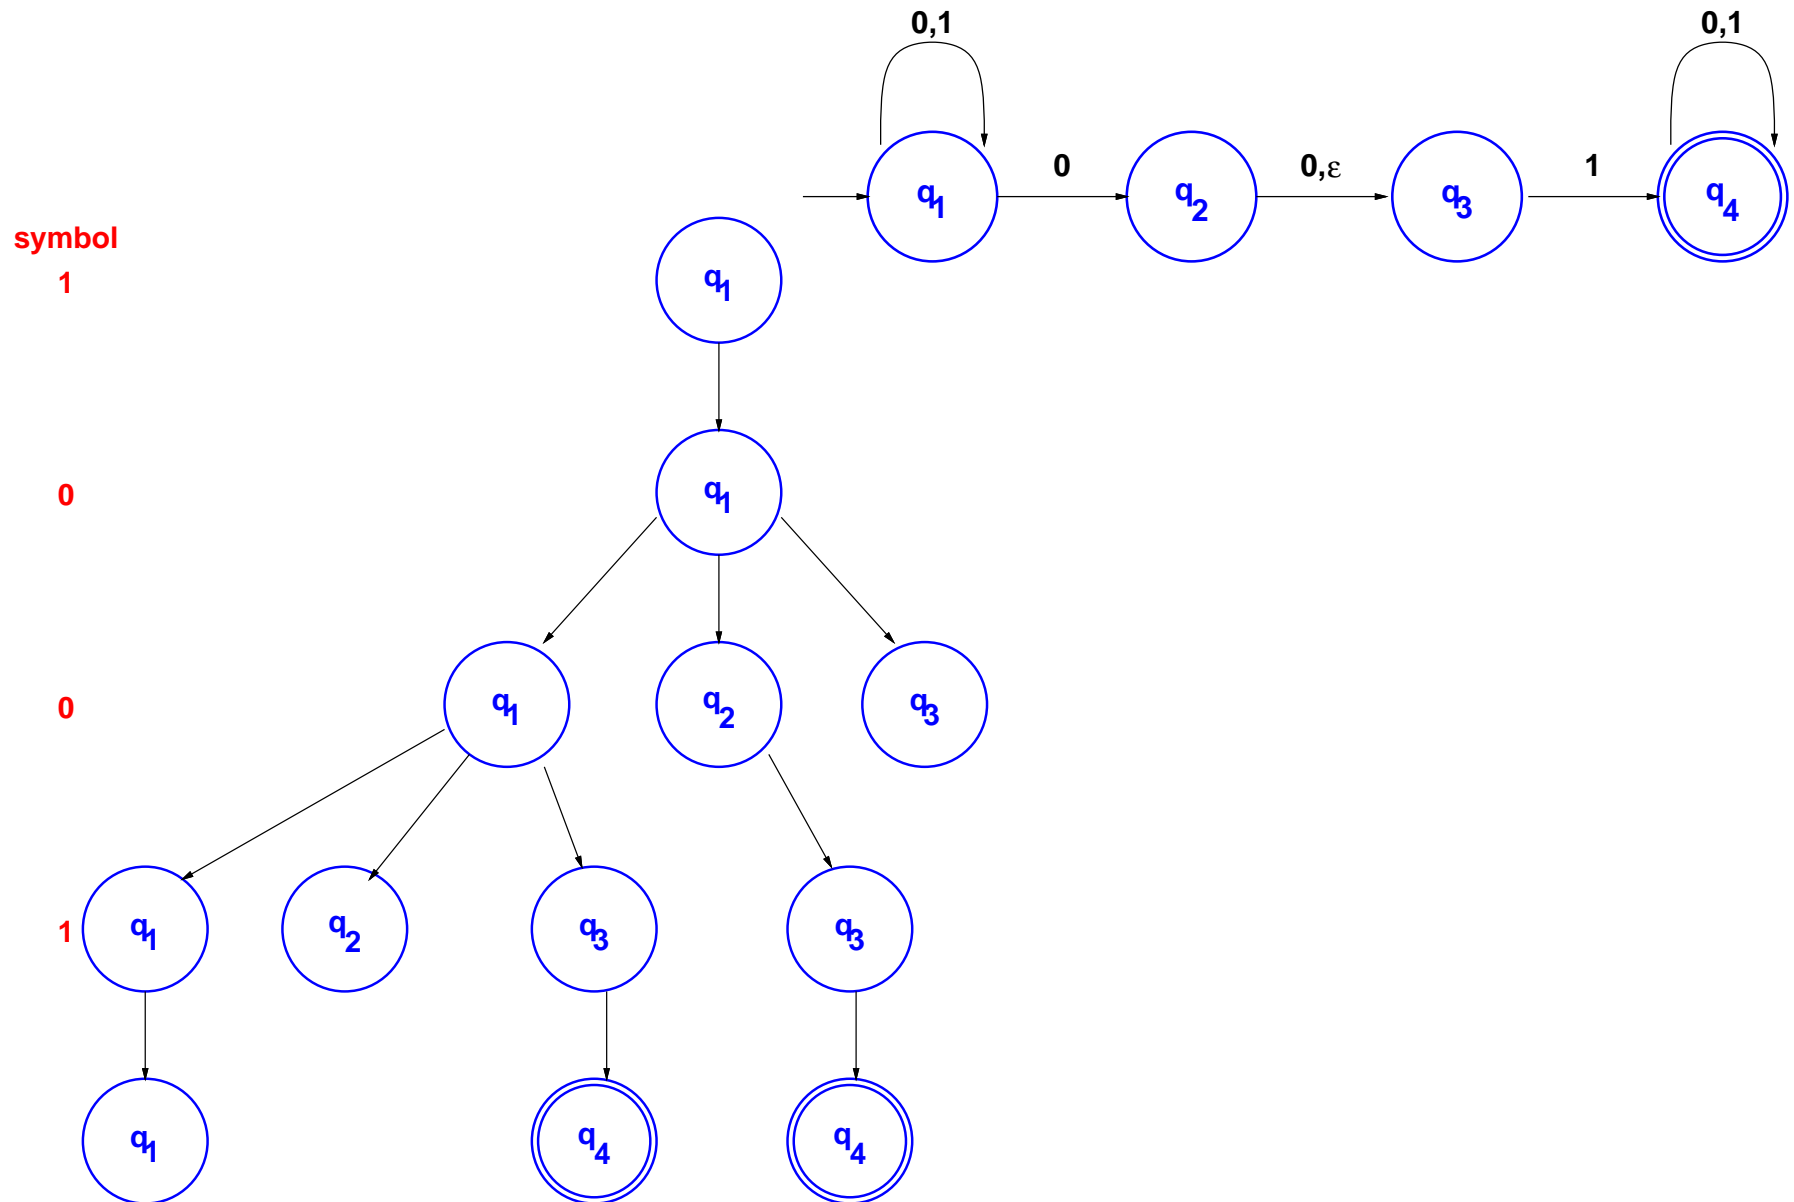 0,1 0,1
0 0,ε 1
q1 q2 q3 q4
symbol
1 q1
0 q1
0 q1 q2 q3
1 q1 q2 q3 q3
q1 q4 q4